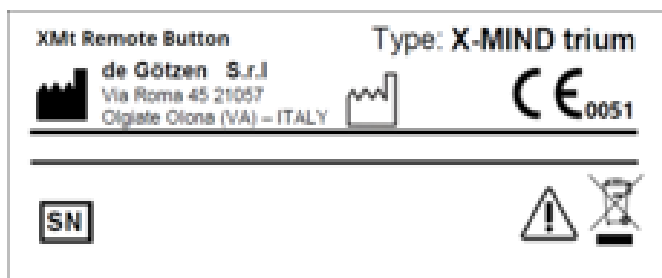 XMt Remote Button
Type: X-MIND trium
de Götzen S.r.l
Via Roma 45 21057
Olgiate Olona (VA) – ITALY
CE 0051
SN